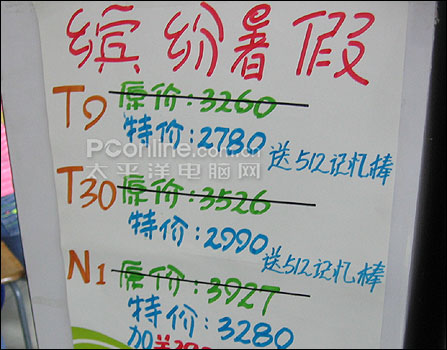 缤纷暑假
T9 原价:3260
特价:2780 送512记忆棒
PConline.com.cn
太平洋电脑网
T30 原价:3526
特价:2990 送512记忆棒
N1 原价:3927
特价:3280
加送